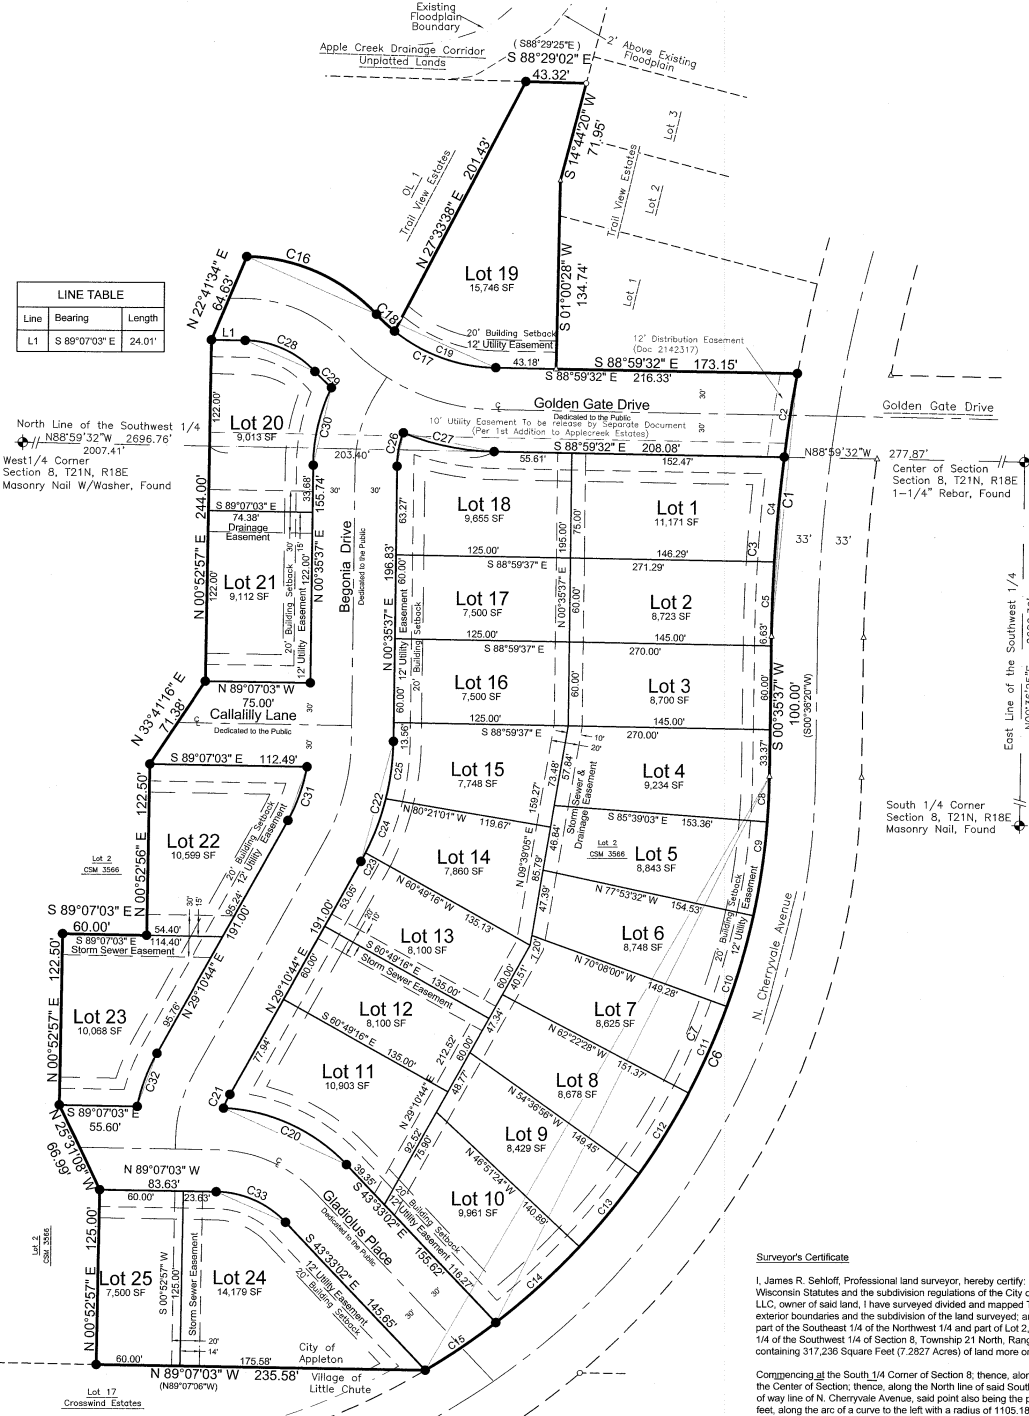 Existing
Floodplain
Boundary
Apple Creek Drainage Corridor
Unplatted Lands
(S88°29'25"E)
S 88°29'02" E
43.32'
2' Above Existing
Floodplain
S 14°44'20" W
71.95'
Lot 3
Lot 2
Lot 1
Trail View Estates
OL 1
Trail View Estates
N 27°33'38" E 201.43'
S 01°00'28" W
134.74'
Lot 19
15,746 SF
20' Building Setback
12' Utility Easement
C16
C18
C17
C19
43.18'
S 88°59'32" E 173.15'
S 88°59'32" E 216.33'
12' Distribution Easement
(Doc 2142317)
N 22°41'34" E
64.63'
LINE TABLE
Line Bearing Length
L1 S 89°07'03" E 24.01'
L1
C28
C29
C30
C2
30'
30'
Golden Gate Drive
Dedicated to the Public
10' Utility Easement To be release by Separate Document
(Per 1st Addition to Applecreek Estates)
Golden Gate Drive
North Line of the Southwest 1/4
N88°59'32"W 2696.76'
2007.41'
West1/4 Corner
Section 8, T21N, R18E
Masonry Nail W/Washer, Found
122.00'
Lot 20
9,013 SF
203.40'
C26
C27
55.61'
S 88°59'32" E 208.08'
152.47'
N88°59'32"W 277.87'
Center of Section
Section 8, T21N, R18E
1-1/4" Rebar, Found
N 00°52'57" E 244.00'
33.68'
N 00°35'37" E 155.74'
S 89°07'03" E
74.38'
Drainage
Easement
30'
15'
30'
30'
63.27'
Lot 18
9,655 SF
195.00'
75.00'
Lot 1
11,171 SF
C1
C4
C3
33'
33'
125.00'
S 88°59'37" E
146.29'
271.29'
Lot 21
9,112 SF
122.00'
122.00'
20' Building Setback
12' Utility Easement
Begonia Drive
Dedicated to the Public
N 00°35'37" E 196.83'
60.00'
12' Utility Easement
20' Building Setback
Lot 17
7,500 SF
N 00°35'37" E
Lot 2
8,723 SF
C5
6.63'
125.00'
S 88°59'37" E
145.00'
270.00'
Lot 16
7,500 SF
60.00'
60.00'
Lot 3
8,700 SF
60.00'
S 00°35'37" W
100.00'
(S00°36'20"W)
East Line of the Southwest 1/4
N 89°07'03" W
75.00'
30'
30'
Callalilly Lane
Dedicated to the Public
N 33°41'16" E
71.38'
125.00'
S 88°59'37" E
145.00'
270.00'
10'
20'
13.56'
33.37'
S 89°07'03" E 112.49'
C25
C22
C24
Lot 15
7,748 SF
73.48'
57.84'
159.27'
Storm Sewer &
Drainage Easement
Lot 4
9,234 SF
C8
South 1/4 Corner
Section 8, T21N, R18E
Masonry Nail, Found
122.50'
N 00°52'56" E
Lot 22
10,599 SF
C31
20' Building Setback
12' Utility Easement
Lot 2
CSM 3566
N 80°21'01" W
119.67'
46.84'
S 85°39'03" E 153.36'
N 09°39'05" E
85.79'
Lot 2
CSM 3566
Lot 5
8,843 SF
C9
C23
Lot 14
7,860 SF
N 60°49'16" W
135.13'
47.39'
N 77°53'32" W 154.53'
S 89°07'03" E
60.00'
S 89°07'03" E
54.40'
114.40'
Storm Sewer Easement
30'
15'
95.24'
191.00'
53.05'
191.00'
20'
10'
Lot 13
8,100 SF
S 60°49'16" E
135.00'
Storm Sewer Easement
7.20'
Lot 6
8,748 SF
20' Building Setback
12' Utility Easement
N. Cherryvale Avenue
122.50'
N 00°52'57" E
Lot 23
10,068 SF
N 29°10'44" E
95.76'
60.00'
N 29°10'44" E
Lot 12
8,100 SF
60.00'
40.51'
47.34'
N 70°08'00" W
149.28'
C10
Lot 7
8,625 SF
S 60°49'16" E
135.00'
77.94'
N 62°22'28" W
151.37'
C7
C11
C6
Lot 11
10,903 SF
212.52'
60.00'
48.77'
Lot 8
8,678 SF
C32
C21
C20
S 89°07'03" E
55.60'
N 25°31'08" W
66.99'
N 29°10'44" E
92.52'
75.90'
N 54°36'56" W
149.45'
C12
Lot 9
8,429 SF
N 46°51'24" W
140.89'
N 89°07'03" W
83.63'
60.00'
23.63'
C33
39.35'
S 43°33'02" E
155.62'
20' Building Setback
12' Utility Easement
Lot 10
9,961 SF
C13
116.27'
Gladiolus Place
Dedicated to the Public
30'
30'
Lot 2
CSM 3566
125.00'
N 00°52'57" E
Lot 25
7,500 SF
S 00°52'57" W
125.00'
Storm Sewer Easement
Lot 24
14,179 SF
S 43°33'02" E
145.65'
12' Utility Easement
20' Building Setback
C14
C15
20'
14'
60.00'
175.58'
N 89°07'03" W 235.58'
(N89°07'06"W)
City of
Appleton
Village of
Little Chute
Lot 17
Crosswind Estates
Surveyor's Certificate
I, James R. Sehloff, Professional land surveyor, hereby certify:
Wisconsin Statutes and the subdivision regulations of the City
LLC, owner of said land, I have surveyed divided and mapped
exterior boundaries and the subdivision of the land surveyed;
part of the Southeast 1/4 of the Northwest 1/4 and part of Lot 2,
1/4 of the Southwest 1/4 of Section 8, Township 21 North,
containing 317,236 Square Feet (7.2827 Acres) of land more
Commencing at the South 1/4 Corner of Section 8; thence,
the Center of Section; thence, along the North line of said
of way line of N. Cherryvale Avenue, said point also being the
feet, along the arc of a curve to the left with a radius of 1105.18